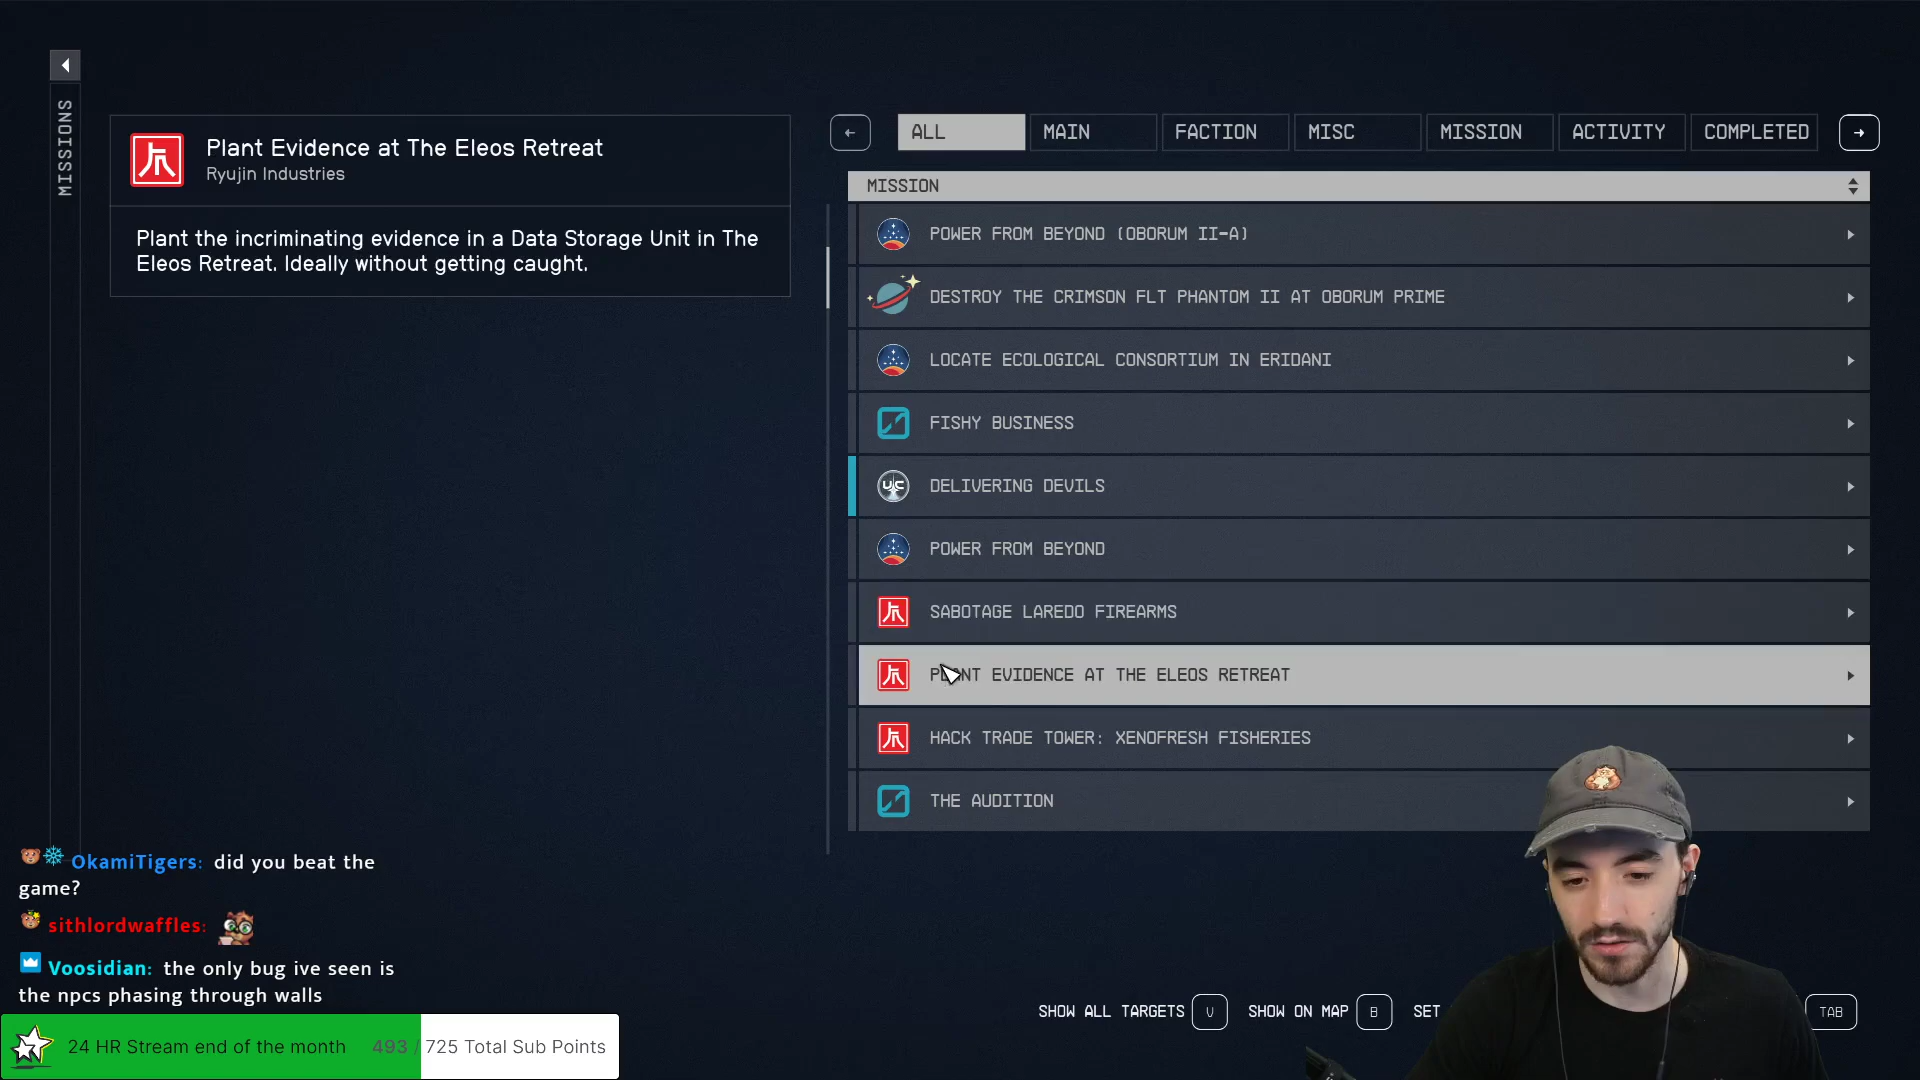 MISSIONS
Plant Evidence at The Eleos Retreat
Ryujin Industries
Plant the incriminating evidence in a Data Storage Unit in The
Eleos Retreat. Ideally without getting caught.
ALL MAIN FACTION MISC MISSION ACTIVITY COMPLETED
MISSION
POWER FROM BEYOND (OBORUM II-A)
DESTROY THE CRIMSON FLT PHANTOM II AT OBORUM PRIME
LOCATE ECOLOGICAL CONSORTIUM IN ERIDANI
FISHY BUSINESS
UC
DELIVERING DEVILS
POWER FROM BEYOND
SABOTAGE LAREDO FIREARMS
PLANT EVIDENCE AT THE ELEOS RETREAT
HACK TRADE TOWER: XENOFRESH FISHERIES
THE AUDITION
OkamiTigers: did you beat the
game?
sithlordwaffles:
Voosidian: the only bug ive seen is
the npcs phasing through walls
24 HR Stream end of the month 493 / 725 Total Sub Points
SHOW ALL TARGETS V SHOW ON MAP B SET TAB